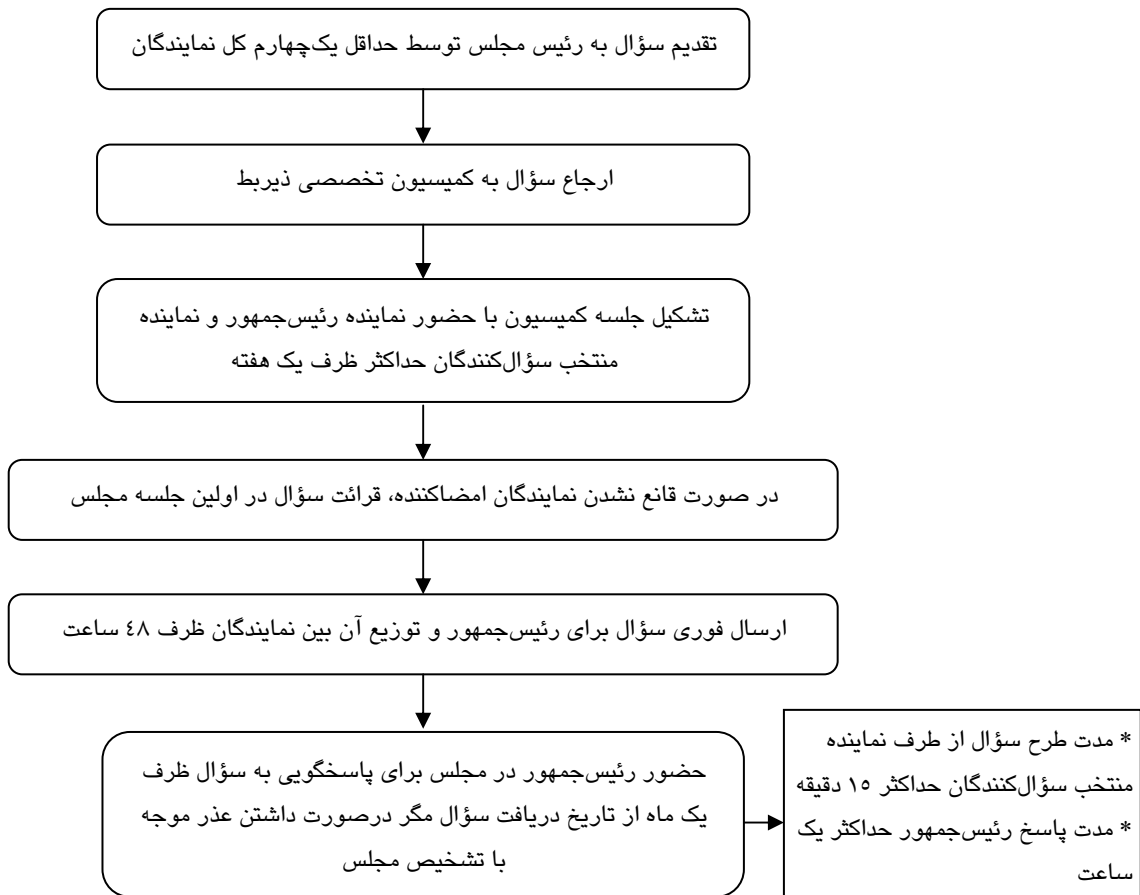 تقدیم سؤال به رئیس مجلس توسط حداقل یک‌چهارم کل نمایندگان
ارجاع سؤال به کمیسیون تخصصی ذیربط
تشکیل جلسه کمیسیون با حضور نماینده رئیس‌جمهور و نماینده
منتخب سؤال‌کنندگان حداکثر ظرف یک هفته
در صورت قانع نشدن نمایندگان امضاکننده، قرائت سؤال در اولین جلسه مجلس
ارسال فوری سؤال برای رئیس‌جمهور و توزیع آن بین نمایندگان ظرف ٤٨ ساعت
حضور رئیس‌جمهور در مجلس برای پاسخگویی به سؤال ظرف
یک ماه از تاریخ دریافت سؤال مگر درصورت داشتن عذر موجه
با تشخیص مجلس
* مدت طرح سؤال از طرف نماینده
منتخب سؤال‌کنندگان حداکثر ١٥ دقیقه
* مدت پاسخ رئیس‌جمهور حداکثر یک
ساعت